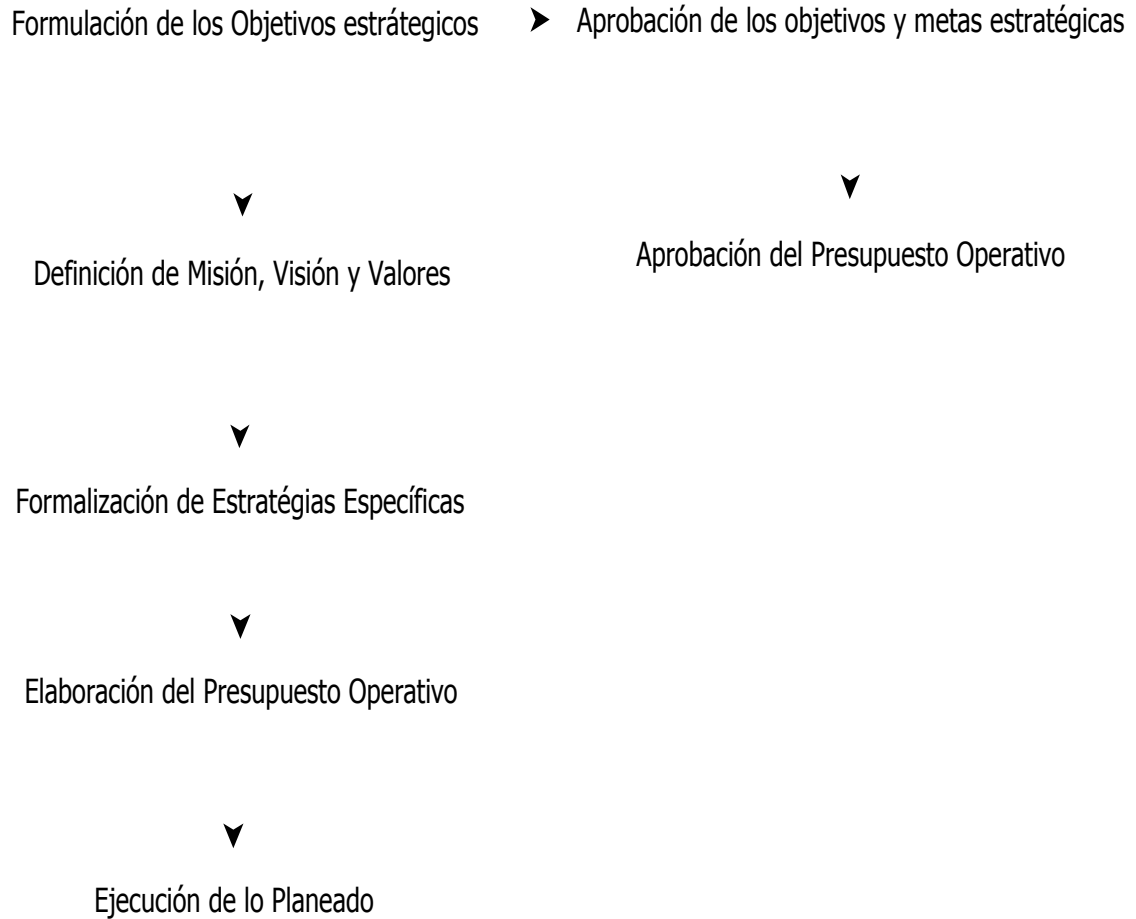 Formulación de los Objetivos estrátegicos
Aprobación de los objetivos y metas estratégicas
Definición de Misión, Visión y Valores
Aprobación del Presupuesto Operativo
Formalización de Estratégias Específicas
Elaboración del Presupuesto Operativo
Ejecución de lo Planeado